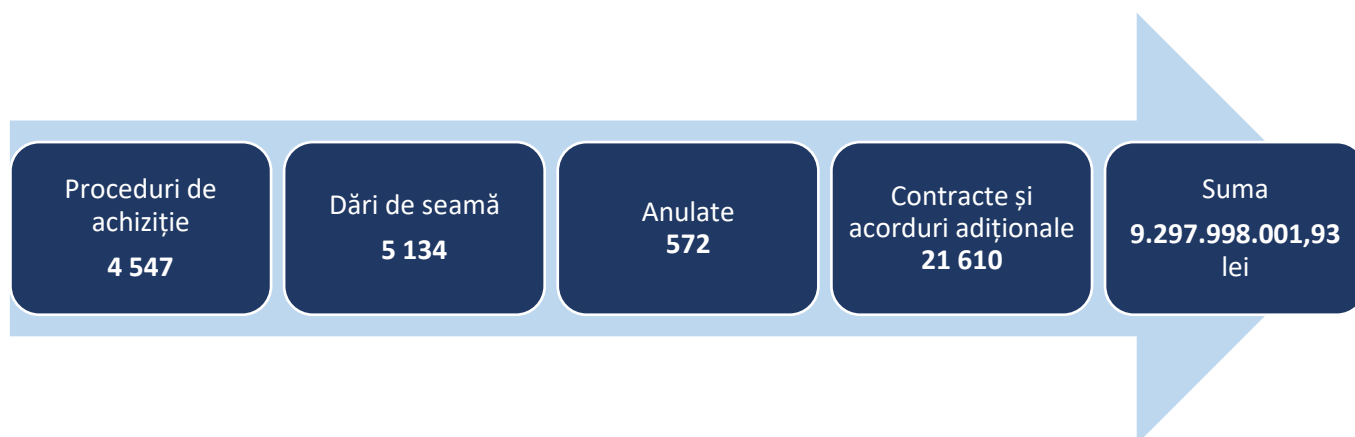 Proceduri de
achiziție
4 547
Dări de seamă
5 134
Anulate
572
Contracte și
acorduri adiționale
21 610
Suma
9.297.998.001,93
lei